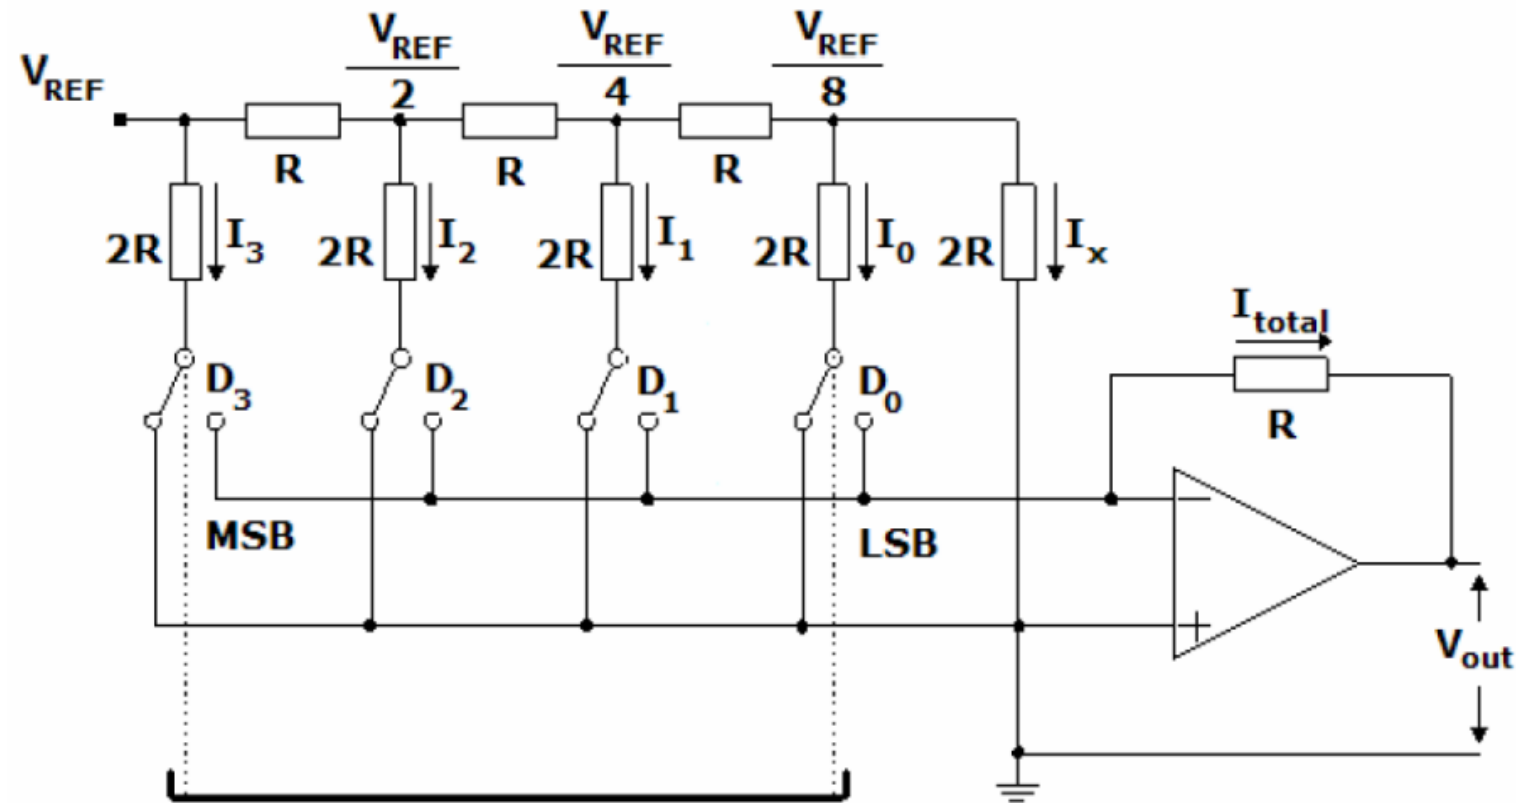 V_REF
V_REF / 2
V_REF / 4
V_REF / 8
R
R
R
2R
I_3
2R
I_2
2R
I_1
2R
I_0
2R
I_x
I_total
R
D_3
D_2
D_1
D_0
MSB
LSB
−
+
V_out